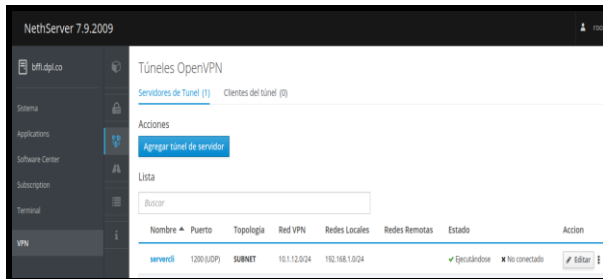 NethServer 7.9.2009
roo
bffi.dpl.co
Sistema
Applications
Software Center
Subscription
Terminal
VPN
Túneles OpenVPN
Servidores de Tunel (1) Clientes del túnel (0)
Acciones
Agregar túnel de servidor
Lista
Buscar
Nombre Puerto Topologia Red VPN Redes Locales Redes Remotas Estado Accion
servercli 1200 (UDP) SUBNET 10.1.12.0/24 192.168.1.0/24 Ejecutándose No conectado Editar